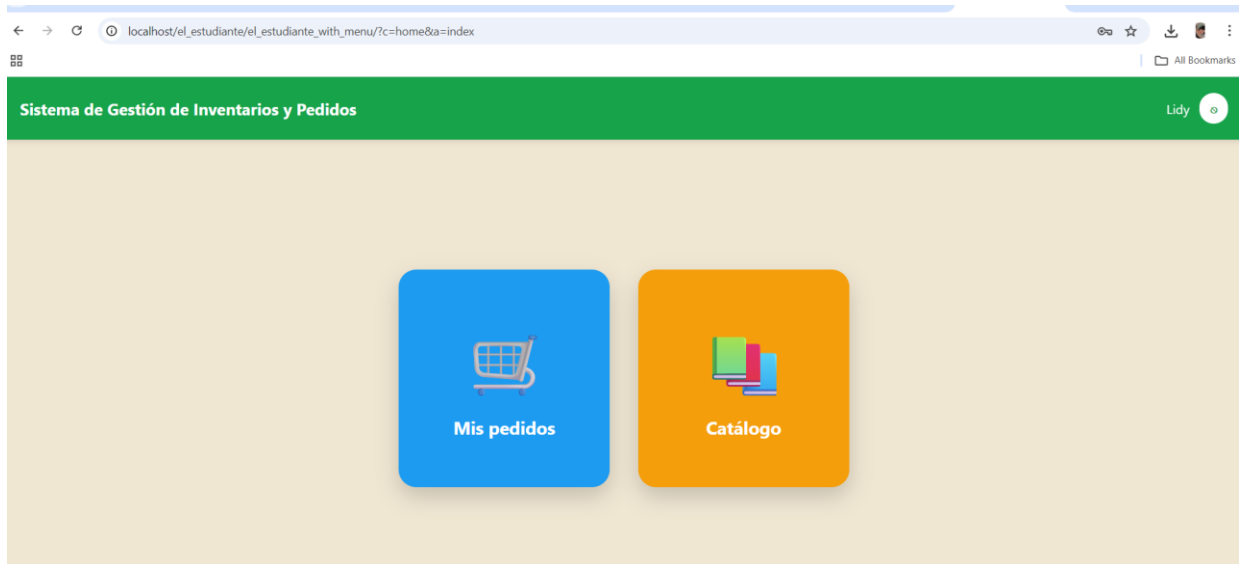 localhost/el_estudiante/el_estudiante_with_menu/?c=home&a=index
All Bookmarks
Sistema de Gestión de Inventarios y Pedidos
Lidy
Mis pedidos
Catálogo